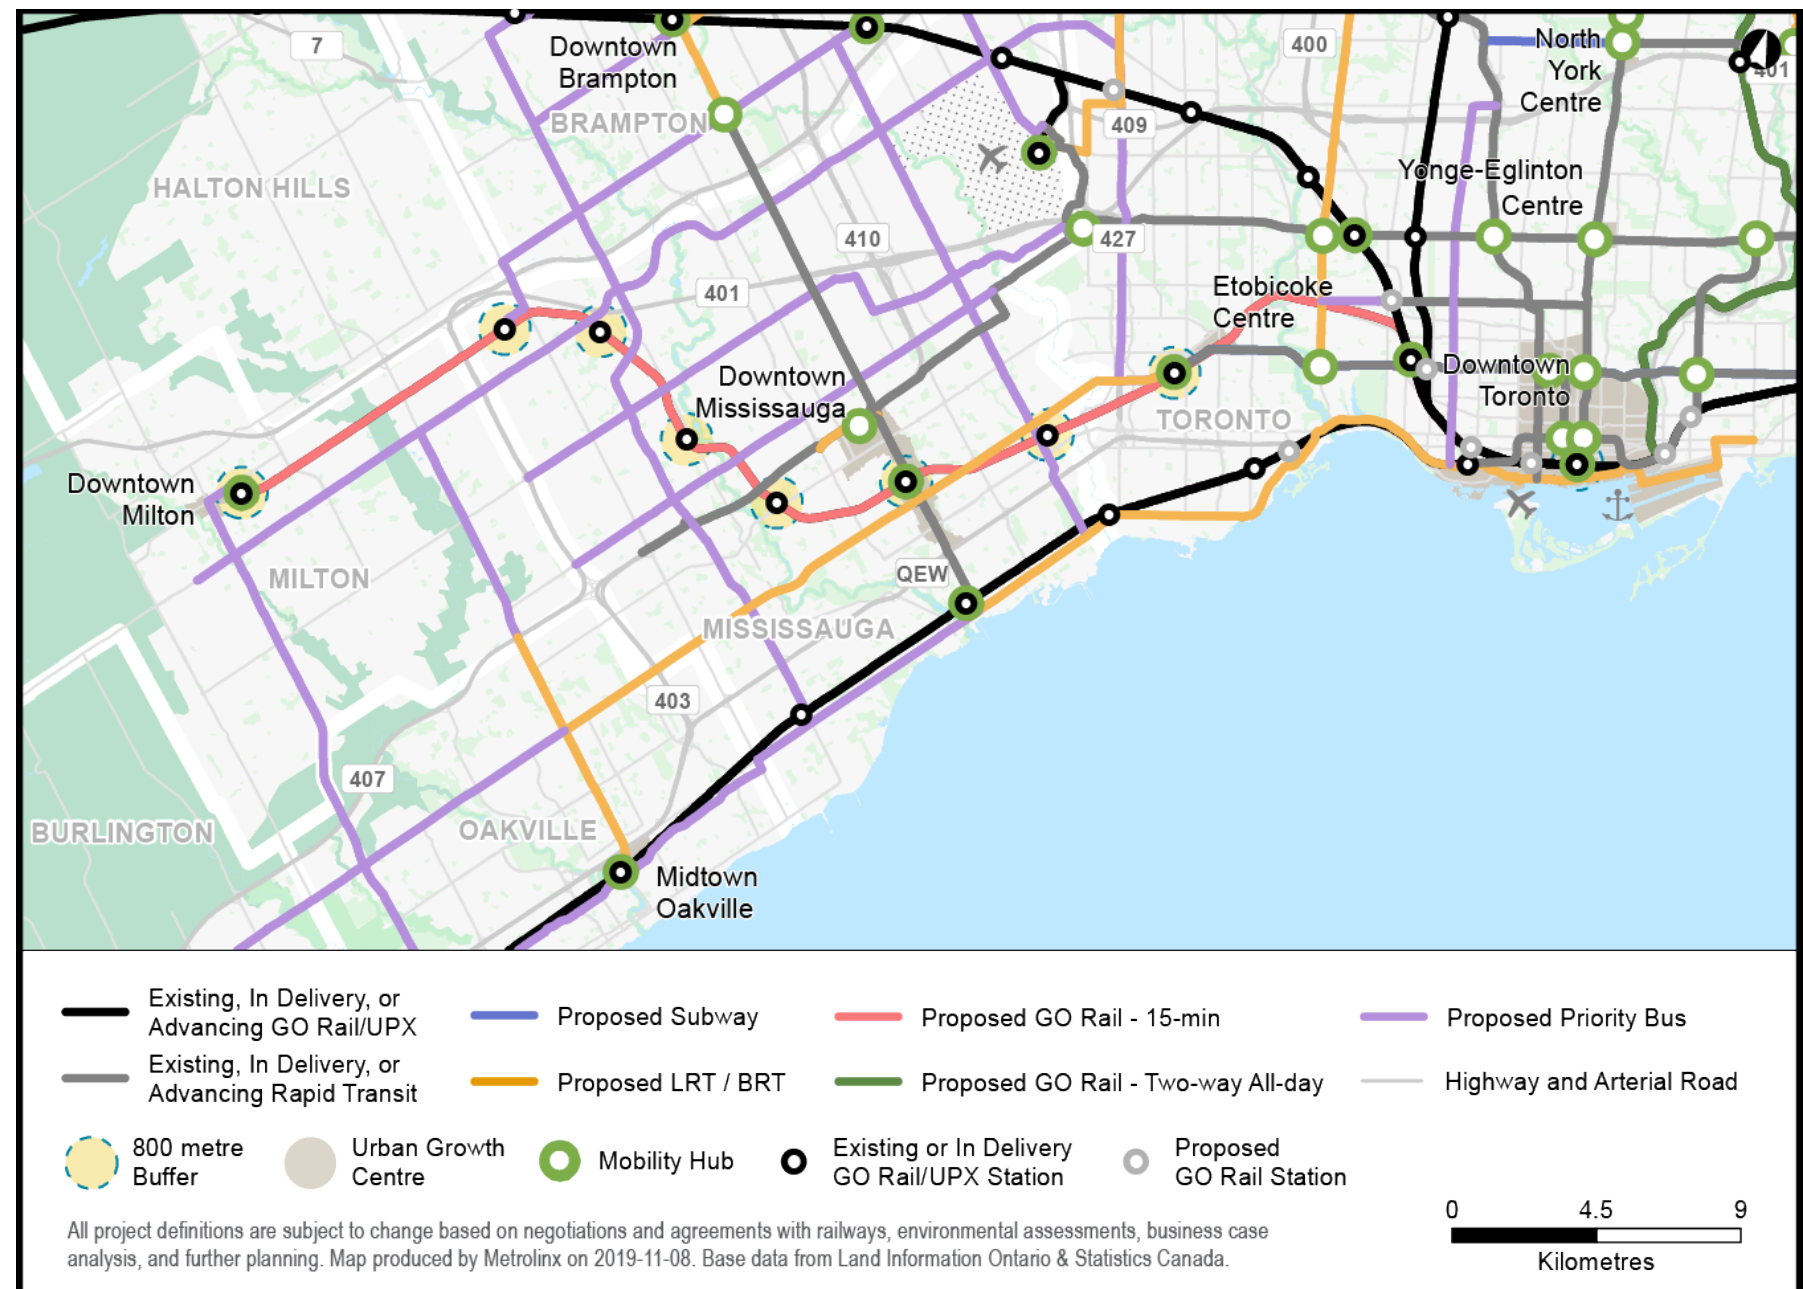 7
Downtown
Brampton
BRAMPTON
HALTON HILLS
400
North
York
Centre
401
409
Yonge-Eglinton
Centre
410
427
401
Etobicoke
Centre
Downtown
Mississauga
Downtown
Toronto
TORONTO
Downtown
Milton
MILTON
QEW
MISSISSAUGA
403
407
BURLINGTON
OAKVILLE
Midtown
Oakville
Existing, In Delivery, or
Advancing GO Rail/UPX
Proposed Subway
Proposed GO Rail - 15-min
Proposed Priority Bus
Existing, In Delivery, or
Advancing Rapid Transit
Proposed LRT / BRT
Proposed GO Rail - Two-way All-day
Highway and Arterial Road
800 metre
Buffer
Urban Growth
Centre
Mobility Hub
Existing or In Delivery
GO Rail/UPX Station
Proposed
GO Rail Station
0 4.5 9
Kilometres
All project definitions are subject to change based on negotiations and agreements with railways, environmental assessments, business case
analysis, and further planning. Map produced by Metrolinx on 2019-11-08. Base data from Land Information Ontario & Statistics Canada.